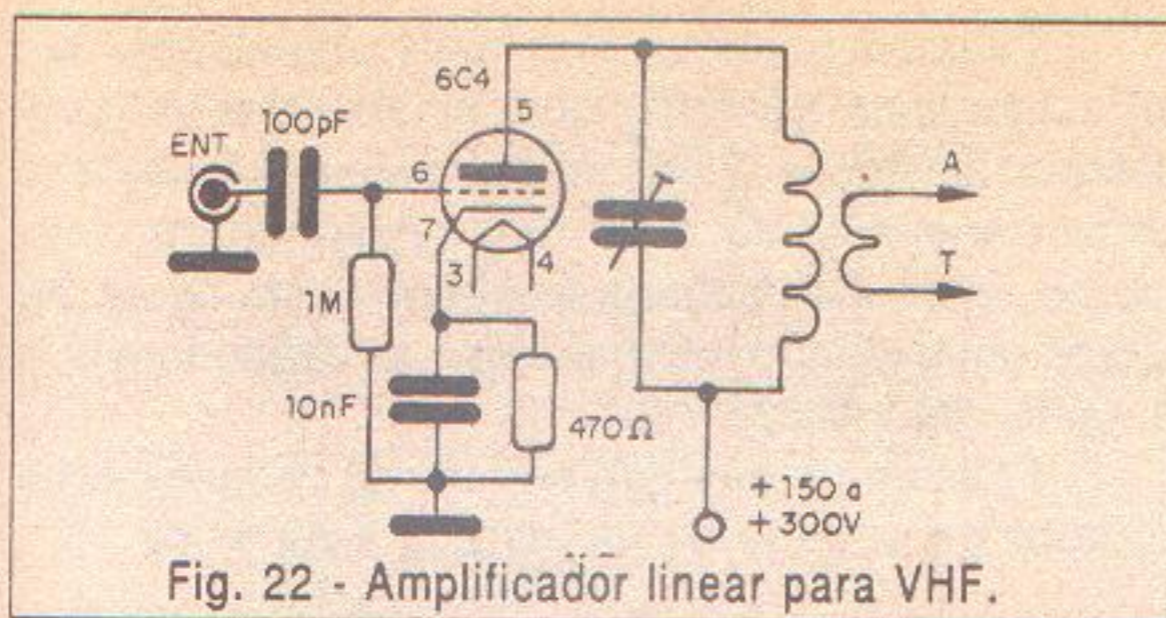 6C4
5
100pF
ENT
6
A
7
3
4
T
1M
10nF
470Ω
+150 a
+300V
Fig. 22 - Amplificador linear para VHF.